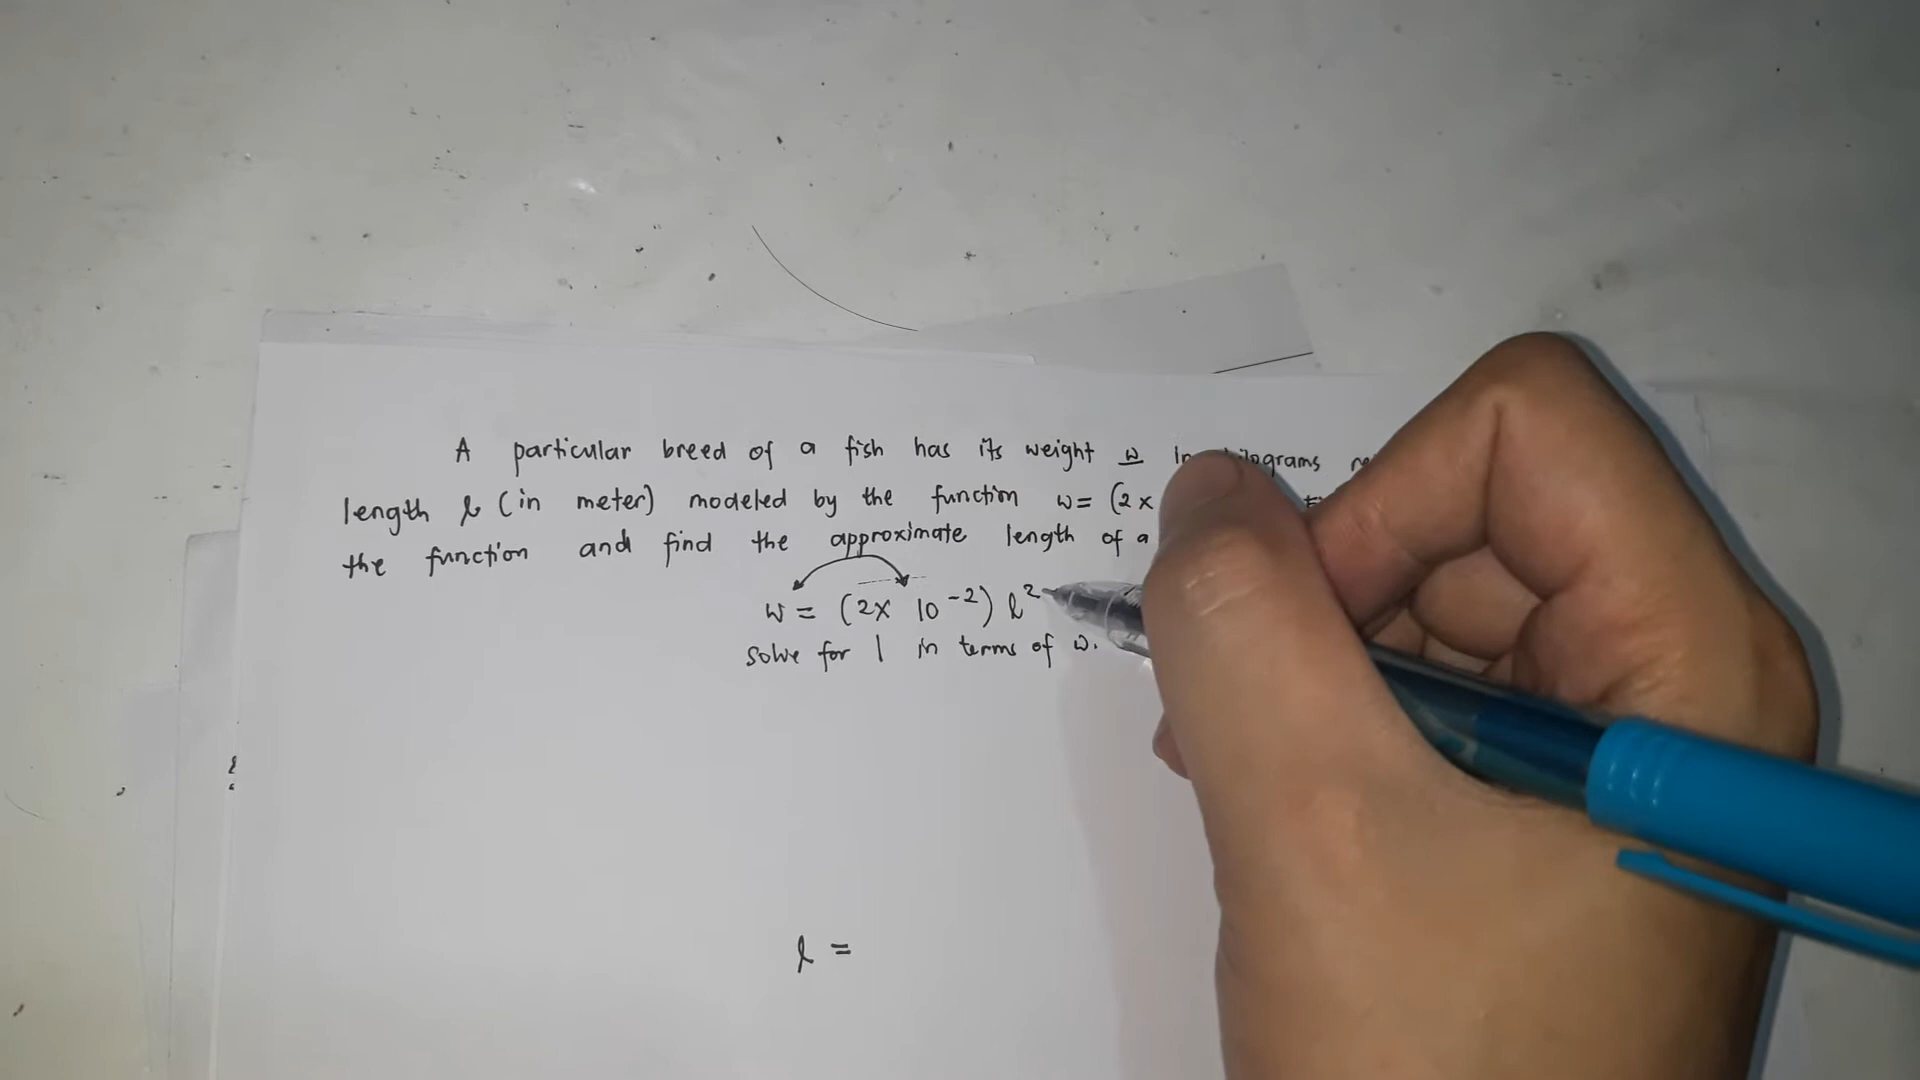 A particular breed of a fish has its weight w in kilograms
length l (in meter) modeled by the function w = (2 x
the function and find the approximate length of a
w = (2x 10⁻²) l²
solve for l in terms of w.
l =